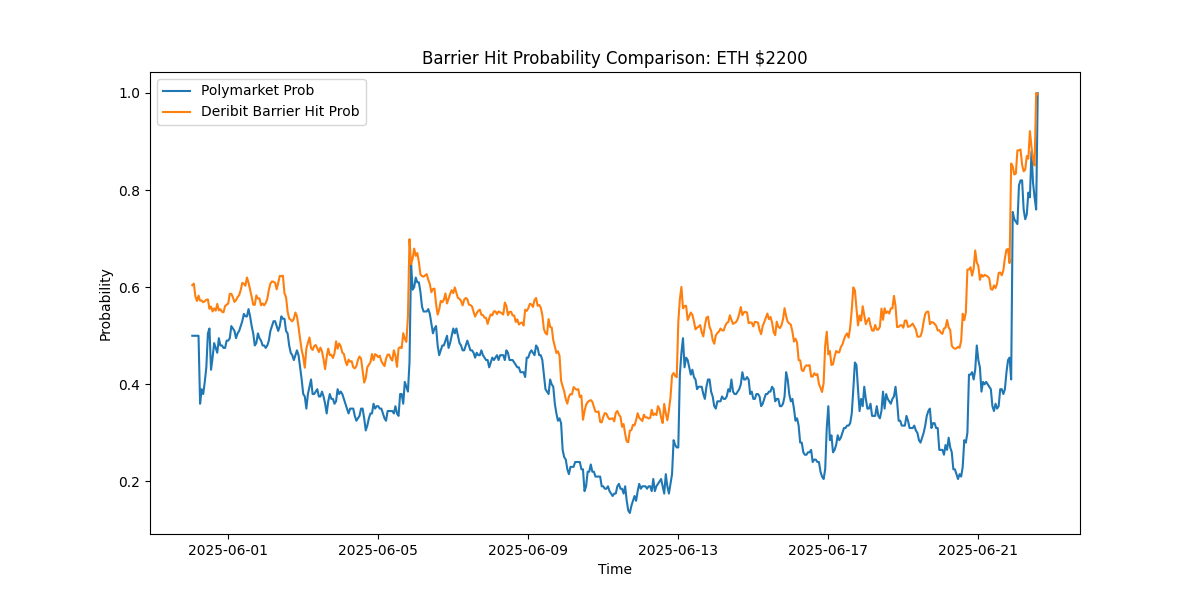 Barrier Hit Probability Comparison: ETH $2200
Polymarket Prob
Deribit Barrier Hit Prob
Probability
1.0
0.8
0.6
0.4
0.2
2025-06-01
2025-06-05
2025-06-09
2025-06-13
2025-06-17
2025-06-21
Time